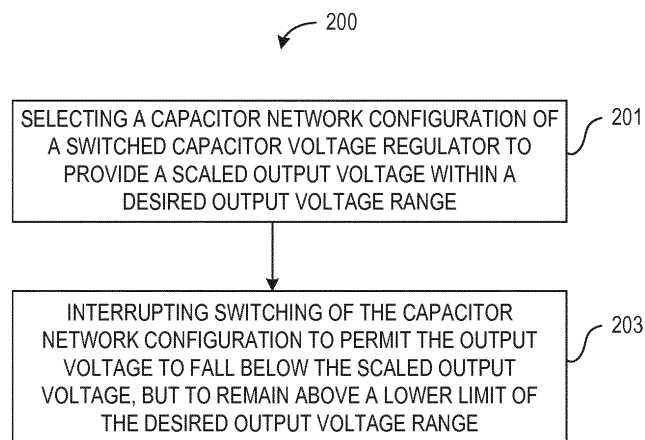 200
SELECTING A CAPACITOR NETWORK CONFIGURATION OF
A SWITCHED CAPACITOR VOLTAGE REGULATOR TO
PROVIDE A SCALED OUTPUT VOLTAGE WITHIN A
DESIRED OUTPUT VOLTAGE RANGE
201
INTERRUPTING SWITCHING OF THE CAPACITOR
NETWORK CONFIGURATION TO PERMIT THE OUTPUT
VOLTAGE TO FALL BELOW THE SCALED OUTPUT
VOLTAGE, BUT TO REMAIN ABOVE A LOWER LIMIT OF
THE DESIRED OUTPUT VOLTAGE RANGE
203